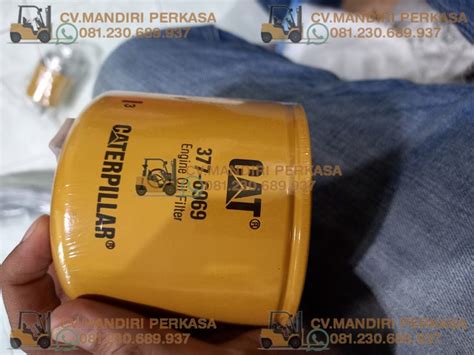 CV.MANDIRI PERKASA
081.230.689.937
CV.MANDIRI PERKASA
081.230.689.937
3
CAT®
377-6969
Engine Oil Filter
CATERPILLAR®
CV.MANDIRI PERKASA
081.230.689.937
CV.MANDIRI PERKASA
081.230.689.937
CV.MANDIRI PERKASA
081.230.689.937